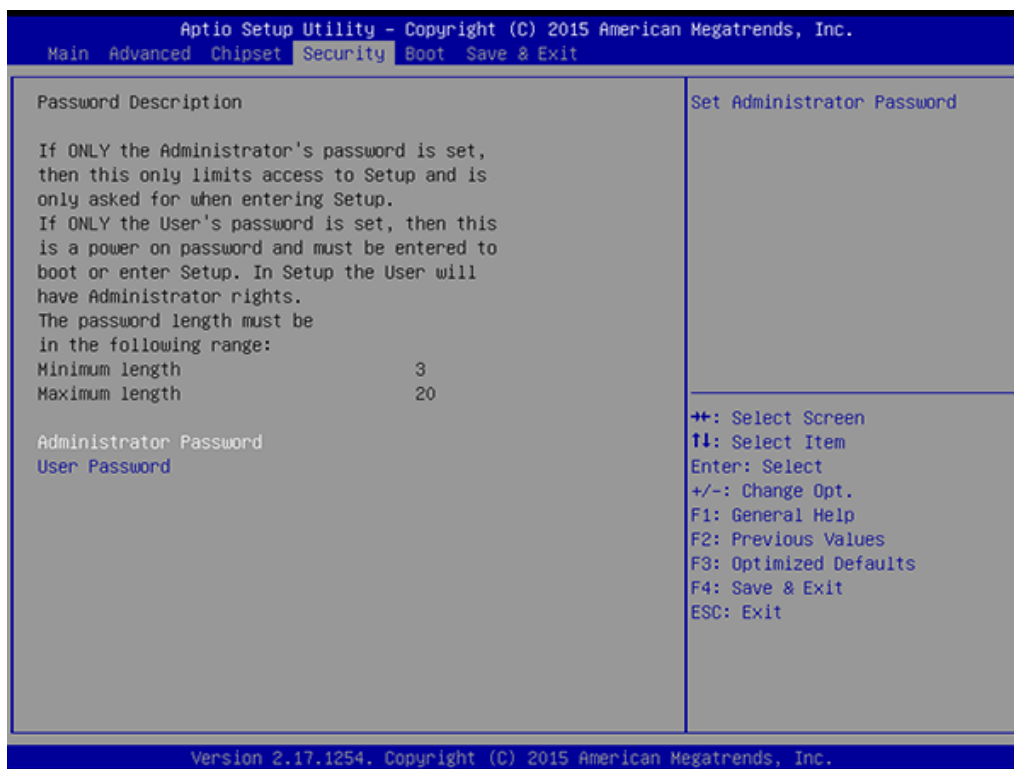 Aptio Setup Utility – Copyright (C) 2015 American Megatrends, Inc.
Main Advanced Chipset Security Boot Save & Exit
Password Description
If ONLY the Administrator's password is set,
then this only limits access to Setup and is
only asked for when entering Setup.
If ONLY the User's password is set, then this
is a power on password and must be entered to
boot or enter Setup. In Setup the User will
have Administrator rights.
The password length must be
in the following range:
Minimum length 3
Maximum length 20
Administrator Password
User Password
Set Administrator Password
→←: Select Screen
↑↓: Select Item
Enter: Select
+/-: Change Opt.
F1: General Help
F2: Previous Values
F3: Optimized Defaults
F4: Save & Exit
ESC: Exit
Version 2.17.1254. Copyright (C) 2015 American Megatrends, Inc.